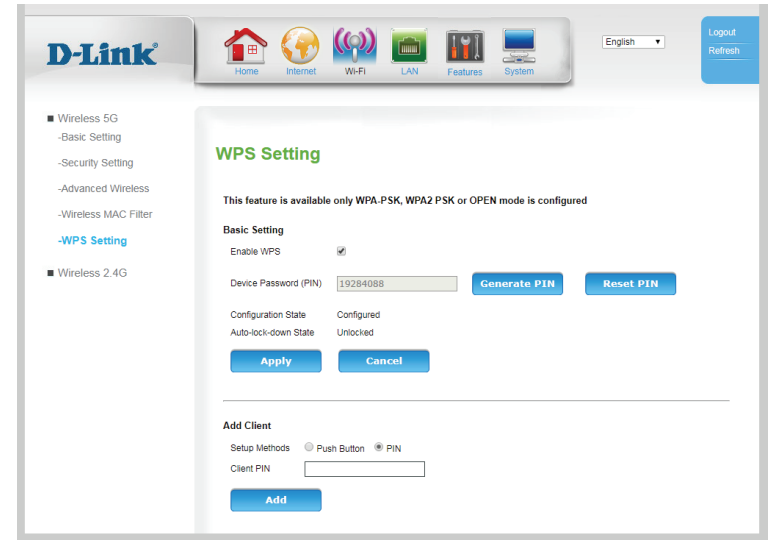 D-Link
Home Internet Wi-Fi LAN Features System
English
Logout
Refresh
Wireless 5G
-Basic Setting
-Security Setting
-Advanced Wireless
-Wireless MAC Filter
-WPS Setting
Wireless 2.4G
WPS Setting
This feature is available only WPA-PSK, WPA2 PSK or OPEN mode is configured
Basic Setting
Enable WPS
Device Password (PIN) 19284088 Generate PIN Reset PIN
Configuration State Configured
Auto-lock-down State Unlocked
Apply Cancel
Add Client
Setup Methods Push Button PIN
Client PIN
Add